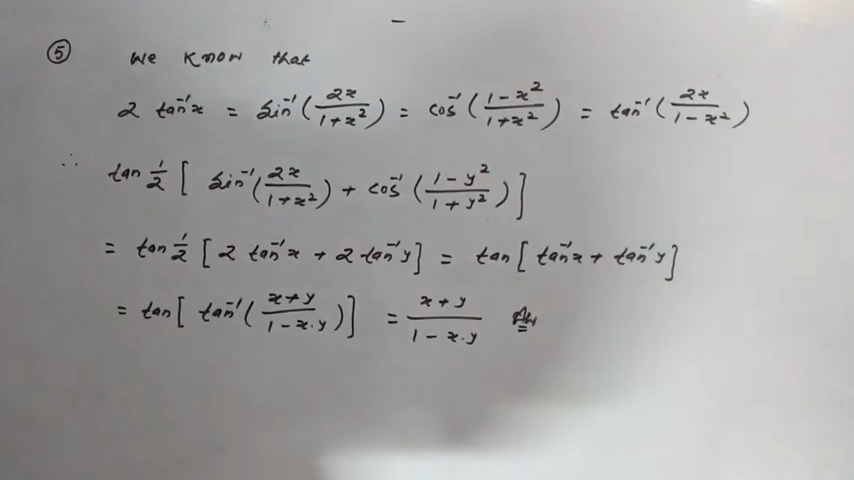 ⑤ We know that
2 tan⁻¹x = sin⁻¹(2x/(1+x²)) = cos⁻¹((1-x²)/(1+x²)) = tan⁻¹(2x/(1-x²))
∴ tan 1/2 [ sin⁻¹(2x/(1+x²)) + cos⁻¹((1-y²)/(1+y²)) ]
= tan 1/2 [ 2 tan⁻¹x + 2 tan⁻¹y ] = tan [ tan⁻¹x + tan⁻¹y ]
= tan [ tan⁻¹((x+y)/(1-x.y)) ] = (x+y)/(1-x.y) Ans